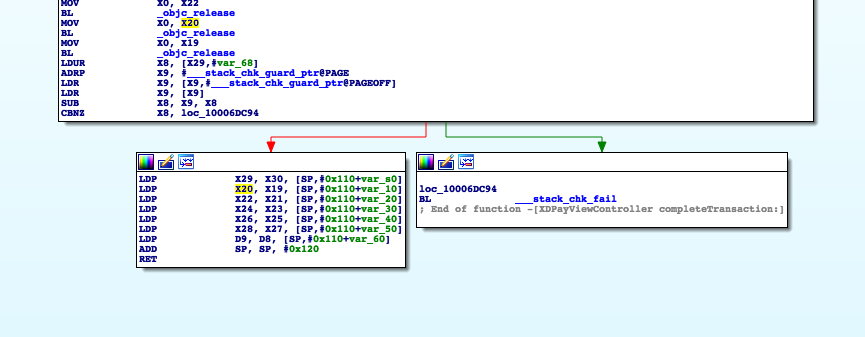 MOV X0, X22
BL _objc_release
MOV X0, X20
BL _objc_release
MOV X0, X19
BL _objc_release
LDUR X8, [X29,#var_68]
ADRP X9, #___stack_chk_guard_ptr@PAGE
LDR X9, [X9,#___stack_chk_guard_ptr@PAGEOFF]
LDR X9, [X9]
SUB X8, X9, X8
CBNZ X8, loc_10006DC94
LDP X29, X30, [SP,#0x110+var_s0]
LDP X20, X19, [SP,#0x110+var_10]
LDP X22, X21, [SP,#0x110+var_20]
LDP X24, X23, [SP,#0x110+var_30]
LDP X26, X25, [SP,#0x110+var_40]
LDP X28, X27, [SP,#0x110+var_50]
LDP D9, D8, [SP,#0x110+var_60]
ADD SP, SP, #0x120
RET
loc_10006DC94
BL ___stack_chk_fail
; End of function -[XDPayViewController completeTransaction:]